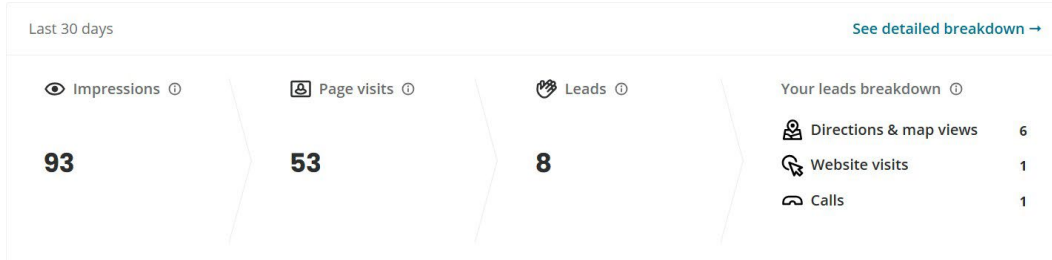 Last 30 days
See detailed breakdown →
Impressions
93
Page visits
53
Leads
8
Your leads breakdown
Directions & map views 6
Website visits 1
Calls 1